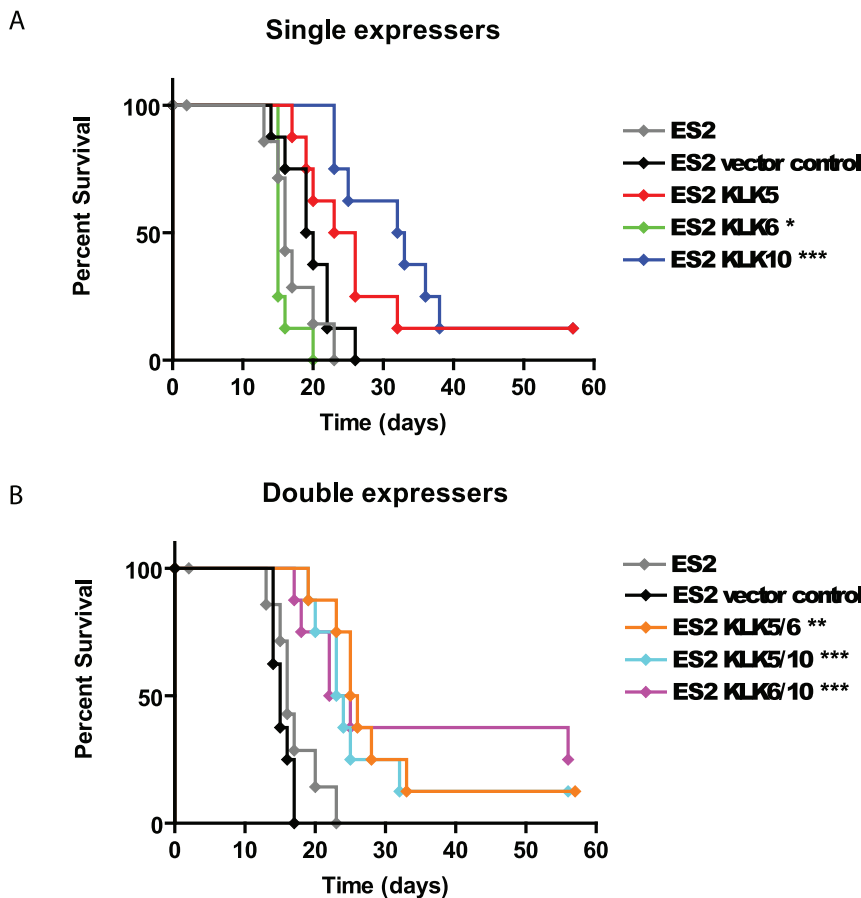 A
Single expressers
100
50
0
Percent Survival
0 10 20 30 40 50 60
Time (days)
ES2
ES2 vector control
ES2 KLK5
ES2 KLK6 *
ES2 KLK10 ***
B
Double expressers
100
50
0
Percent Survival
0 10 20 30 40 50 60
Time (days)
ES2
ES2 vector control
ES2 KLK5/6 **
ES2 KLK5/10 ***
ES2 KLK6/10 ***